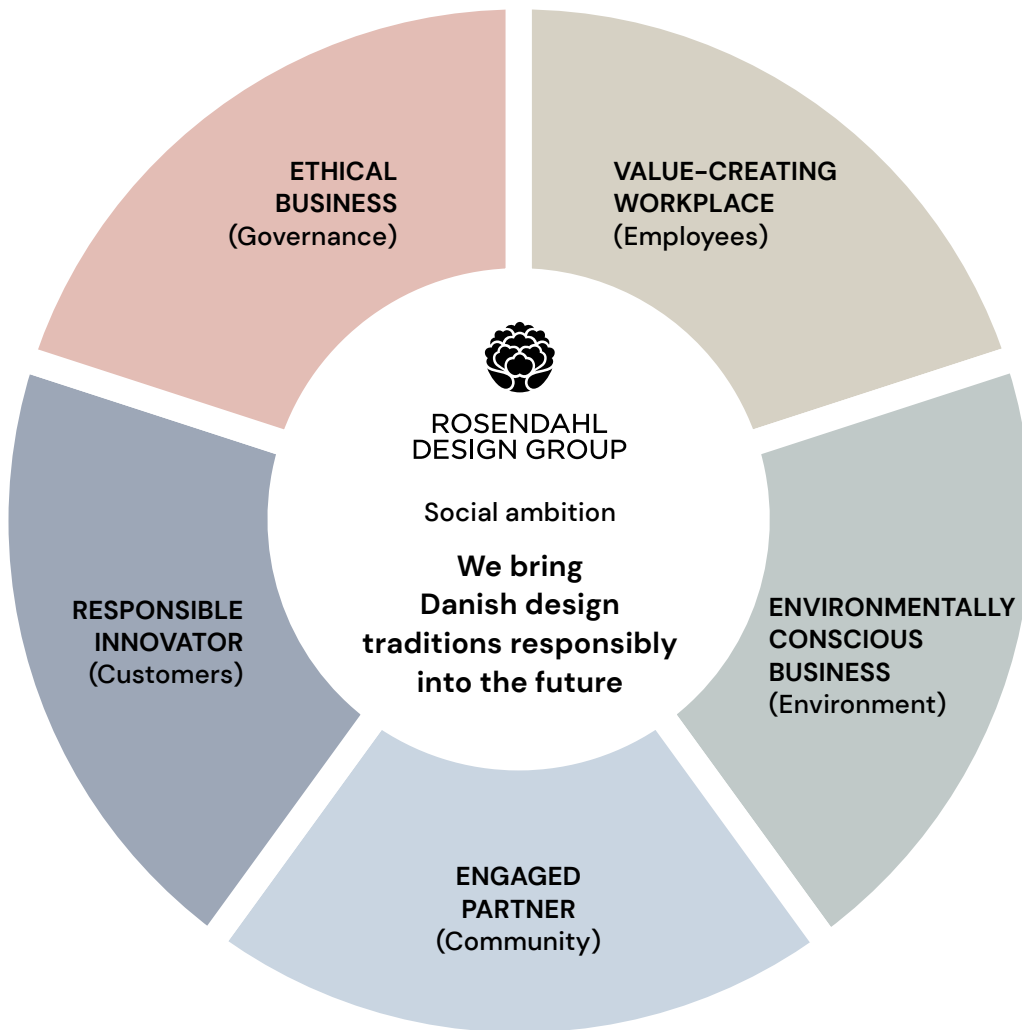 ETHICAL
BUSINESS
(Governance)
VALUE-CREATING
WORKPLACE
(Employees)
ROSENDAHL
DESIGN GROUP
Social ambition
We bring
Danish design
traditions responsibly
into the future
RESPONSIBLE
INNOVATOR
(Customers)
ENVIRONMENTALLY
CONSCIOUS
BUSINESS
(Environment)
ENGAGED
PARTNER
(Community)